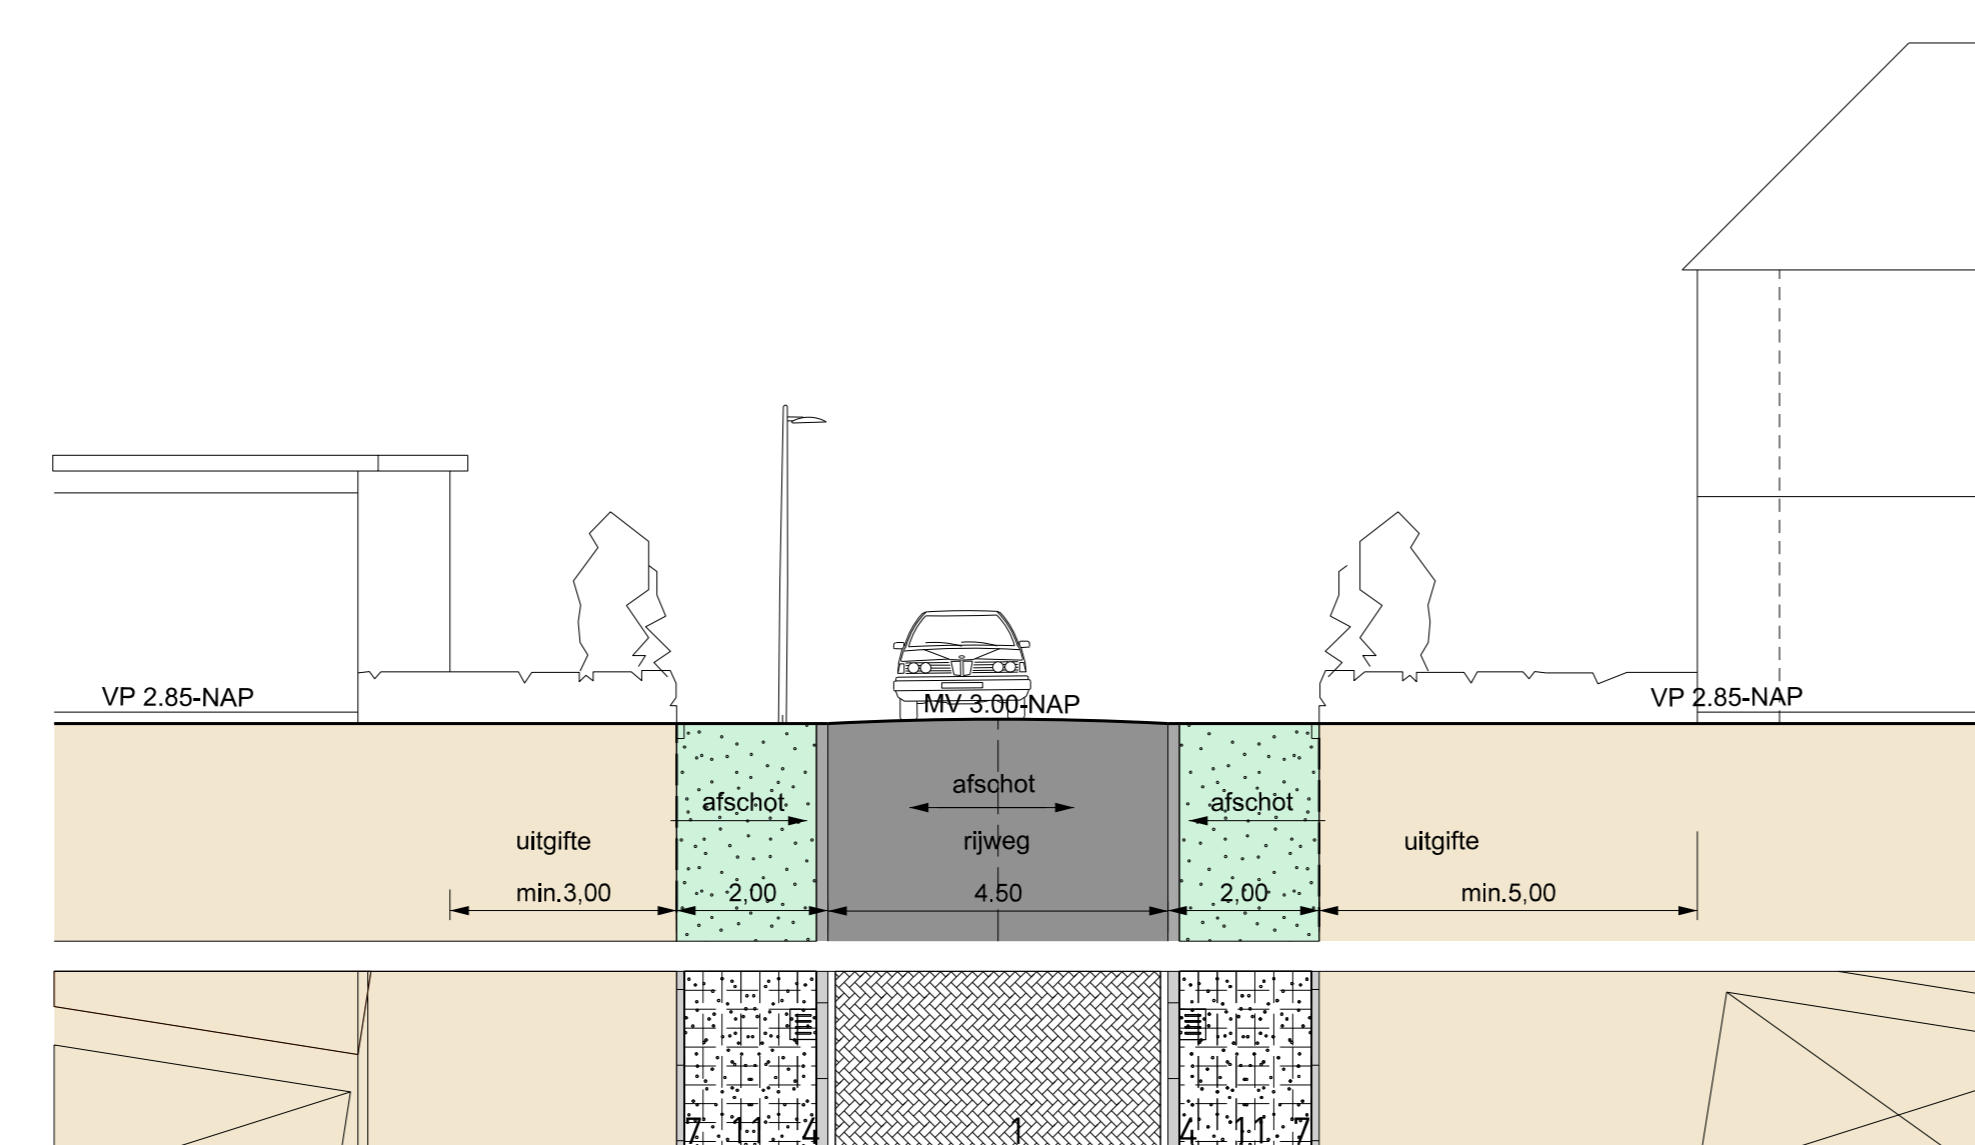 VP 2.85-NAP
MV 3.00-NAP
VP 2.85-NAP
afschot
afschot
afschot
uitgifte
rijweg
uitgifte
min.3,00
2,00
4.50
2,00
min.5,00
7 11 4 1 4 11 7